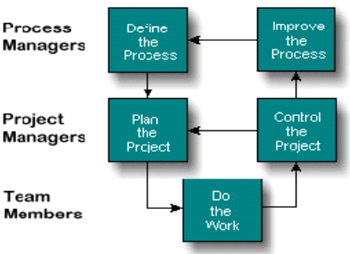 Process
Managers
Define
the
Process
Improve
the
Process
Project
Managers
Plan
the
Project
Control
the
Project
Team
Members
Do
the
Work